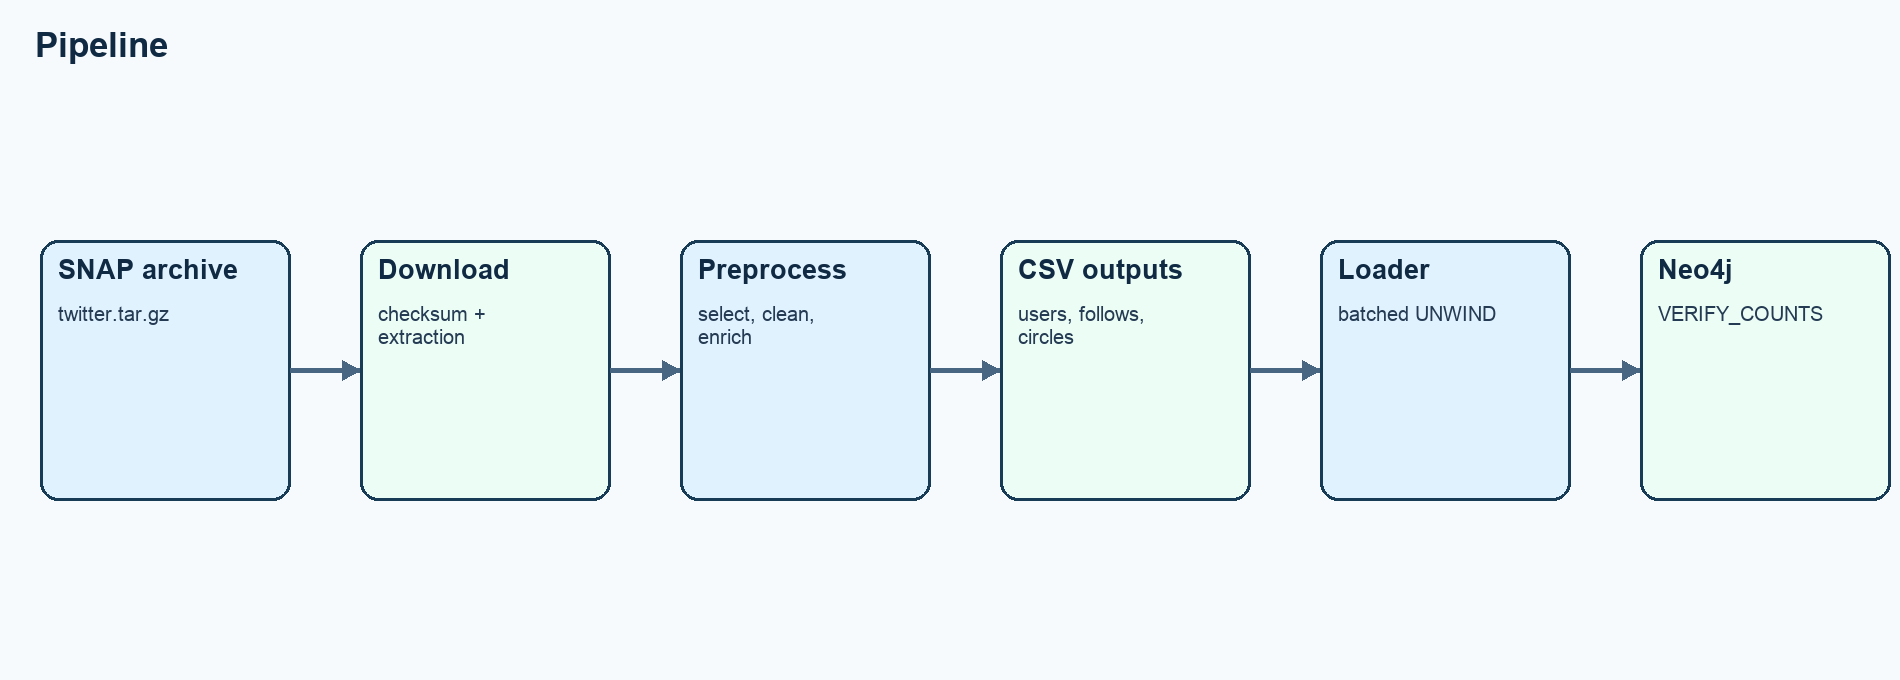 Pipeline
SNAP archive
twitter.tar.gz
Download
checksum +
extraction
Preprocess
select, clean,
enrich
CSV outputs
users, follows,
circles
Loader
batched UNWIND
Neo4j
VERIFY_COUNTS